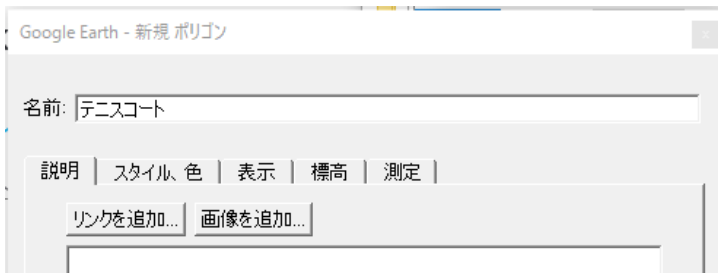 Google Earth - 新規 ポリゴン
名前: テニスコート
説明 スタイル、色 表示 標高 測定
リンクを追加... 画像を追加...